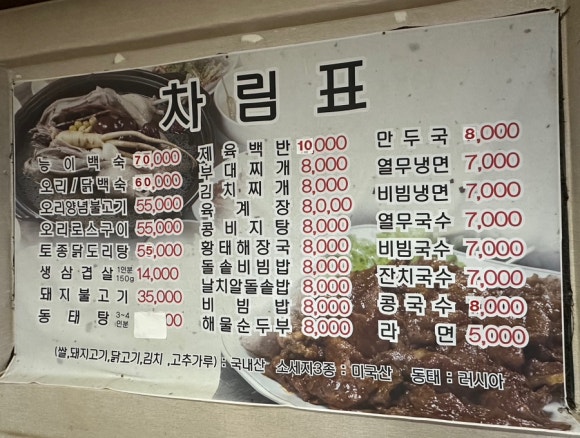 차림표
능이백숙 70,000
오리/닭백숙 60,000
오리양념불고기 55,000
오리로스구이 55,000
토종닭도리탕 55,000
생삼겹살 1인분 150g 14,000
돼지불고기 35,000
동태탕 3~4인분 00
제육백반 10,000
부대찌개 8,000
김치찌개 8,000
육계장 8,0,00
콩비지탕 8,000
황태해장국 8,000
돌솥비빔밥 8,000
날치알돌솥밥 8,000
비빔밥 8,000
해물순두부 8,000
만두국 8,000
열무냉면 7,000
비빔냉면 7,000
열무국수 7,000
비빔국수 7,000
잔치국수 7,000
콩국수 8,000
라면 5,000
(쌀,돼지고기,닭고기,김치 ,고추가루) : 국내산 소세지3종 : 미국산 동태 : 러시아